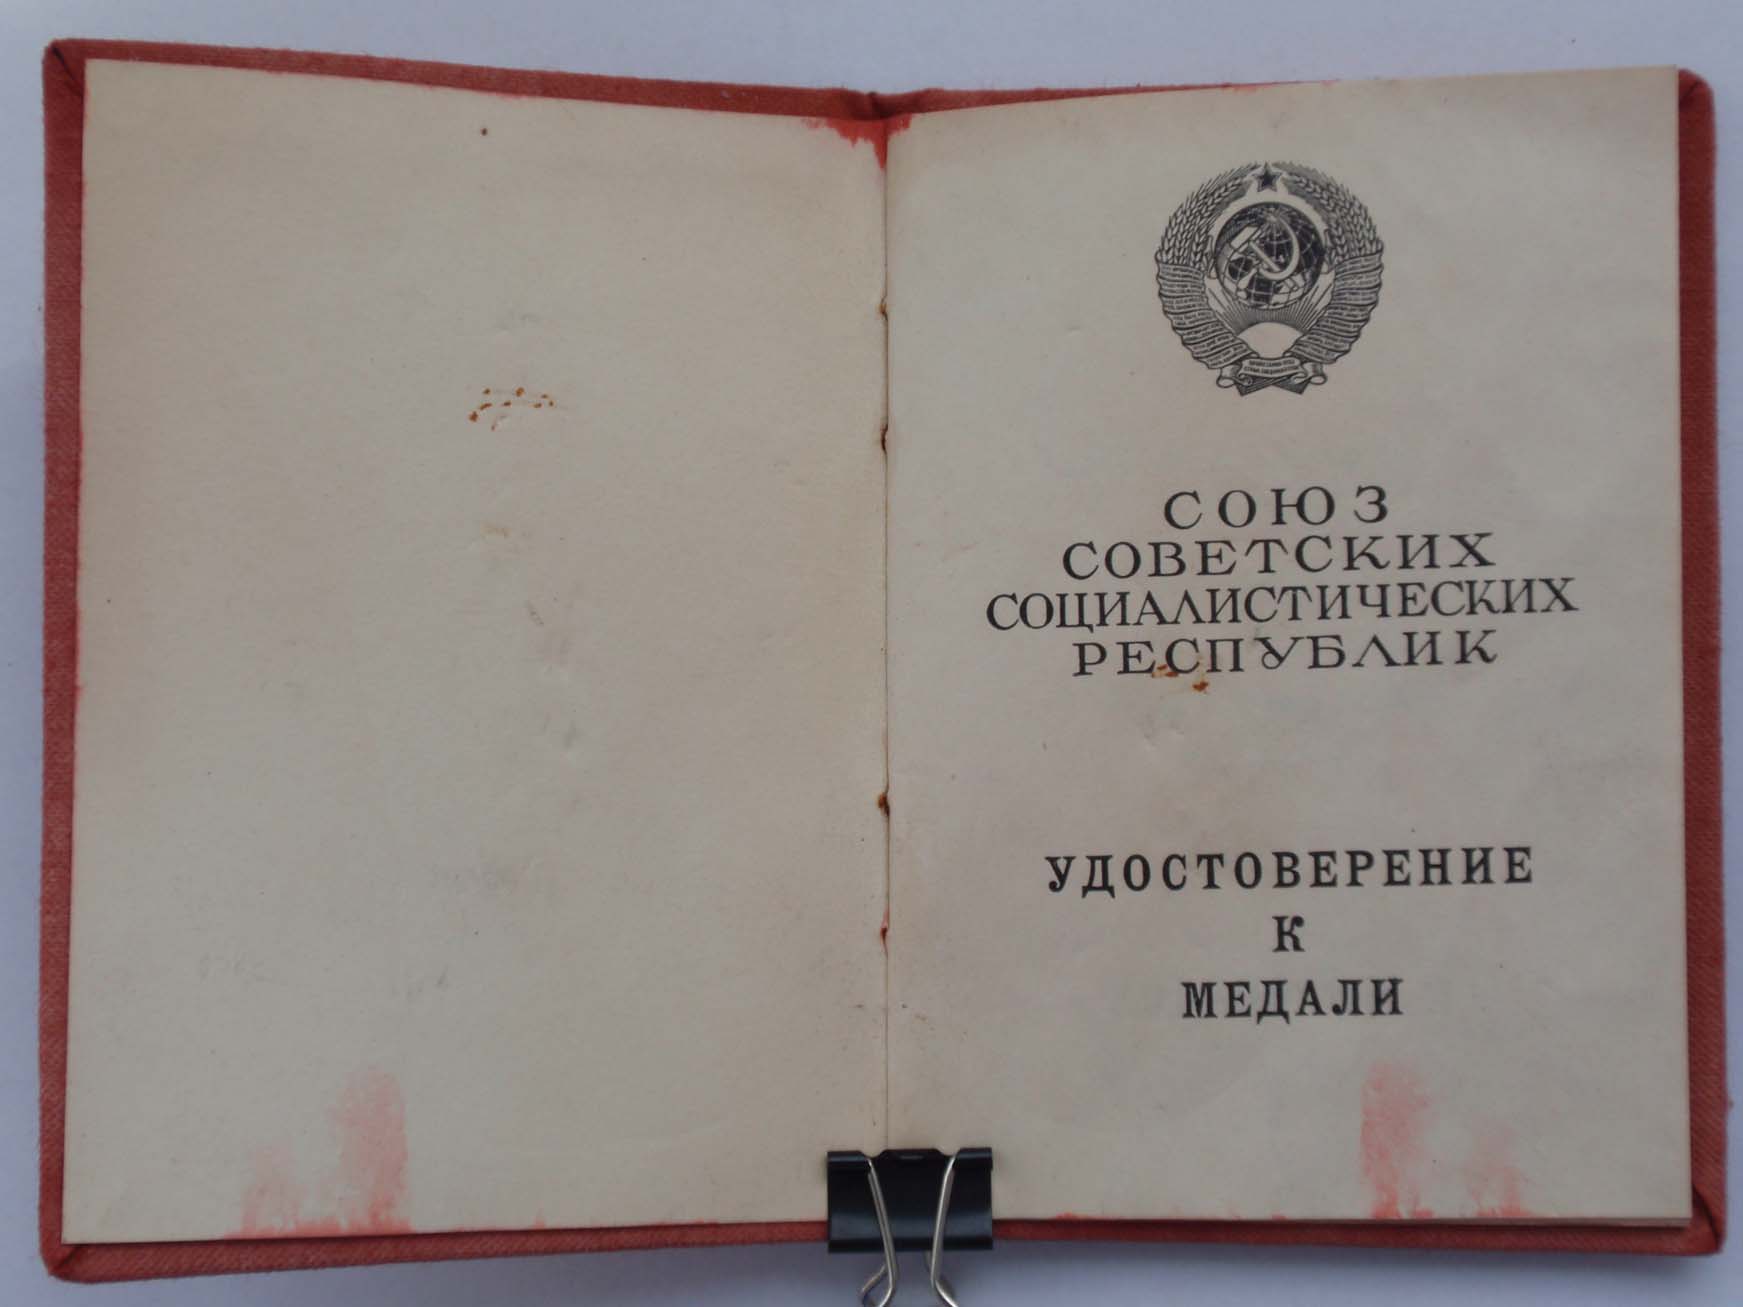 СОЮЗ
СОВЕТСКИХ
СОЦИАЛИСТИЧЕСКИХ
РЕСПУБЛИК
УДОСТОВЕРЕНИЕ
К
МЕДАЛИ